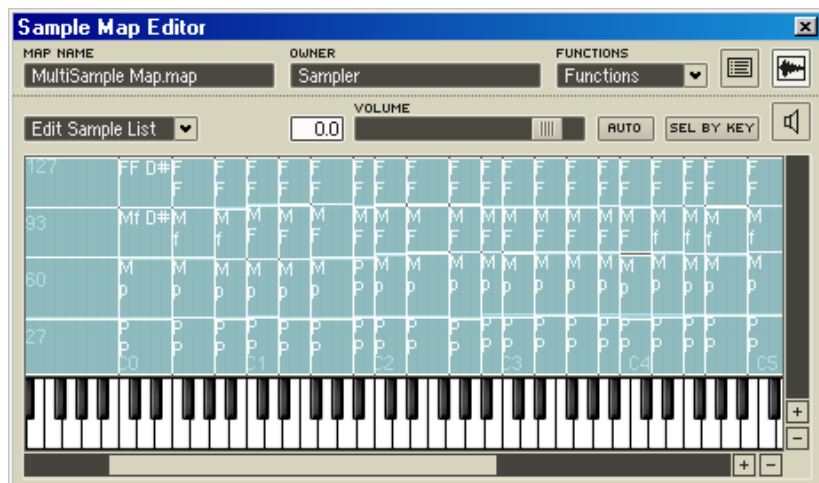 Sample Map Editor
MAP NAME OWNER FUNCTIONS
MultiSample Map.map Sampler Functions
VOLUME
Edit Sample List 0.0 AUTO SEL BY KEY
127 FF D# F F F F F F F F F F F F F F F F F
F F F F F F F F F F F F F F F F F
93 Mf D# M M M M M M M M M M M M M M M M M
f f F F F F F F F F F F F F f f f f
60 M M M M M M P M M M M M M M M M M M M
p p p p p p p p p p p p p p p p p p
27 P P P P P P P P P P P P P P P P P P
P P P P P P P P P P P P P P P P P P
C0 C1 C2 C3 C4 C5
+
−
+ −